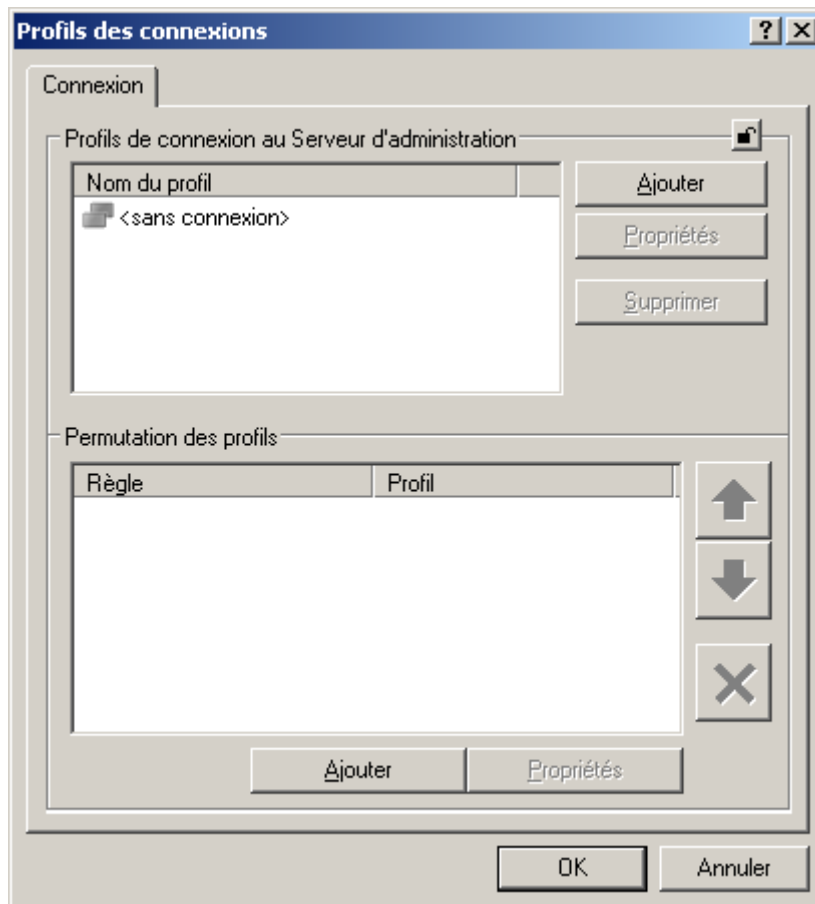 Profils des connexions
Connexion
Profils de connexion au Serveur d'administration
Nom du profil
<sans connexion>
Ajouter
Propriétés
Supprimer
Permutation des profils
Règle Profil
Ajouter Propriétés
OK Annuler